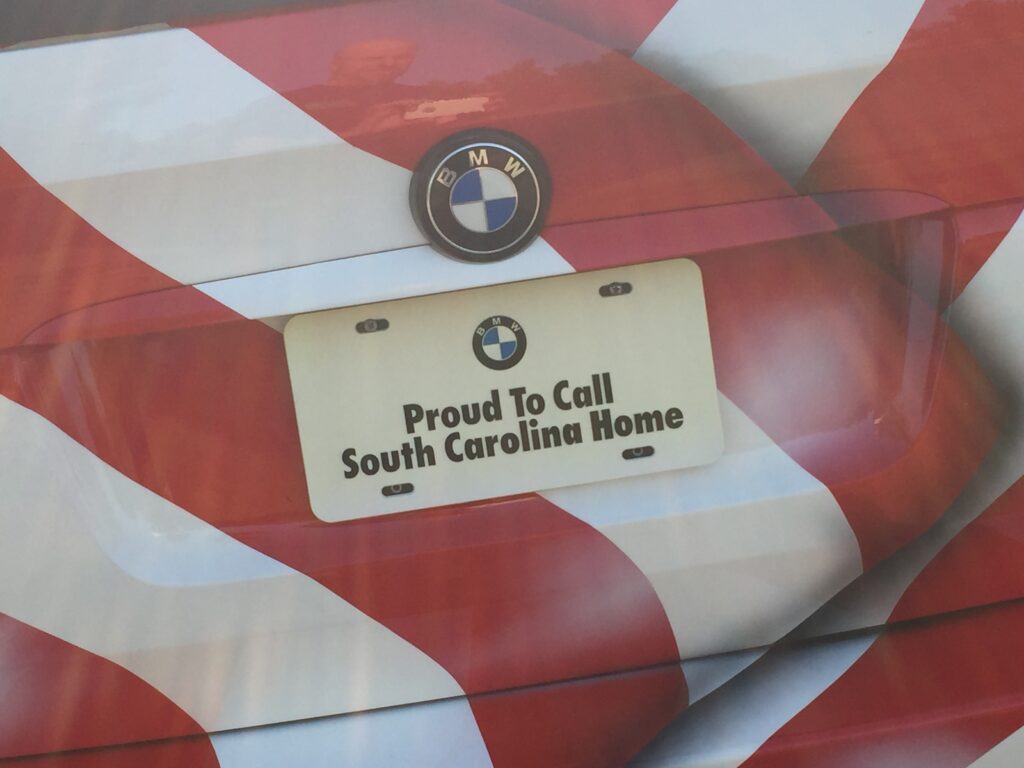 BMW
BMW
Proud To Call
South Carolina Home